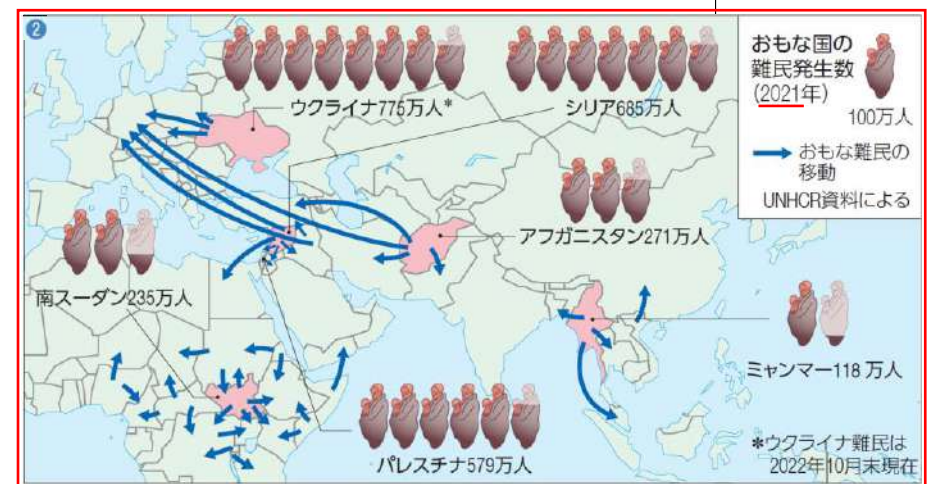 2
ウクライナ775万人*
シリア685万人
おもな国の
難民発生数
(2021年)
100万人
おもな難民の
移動
UNHCR資料による
アフガニスタン271万人
南スーダン235万人
ミャンマー118万人
パレスチナ579万人
*ウクライナ難民は
2022年10月末現在